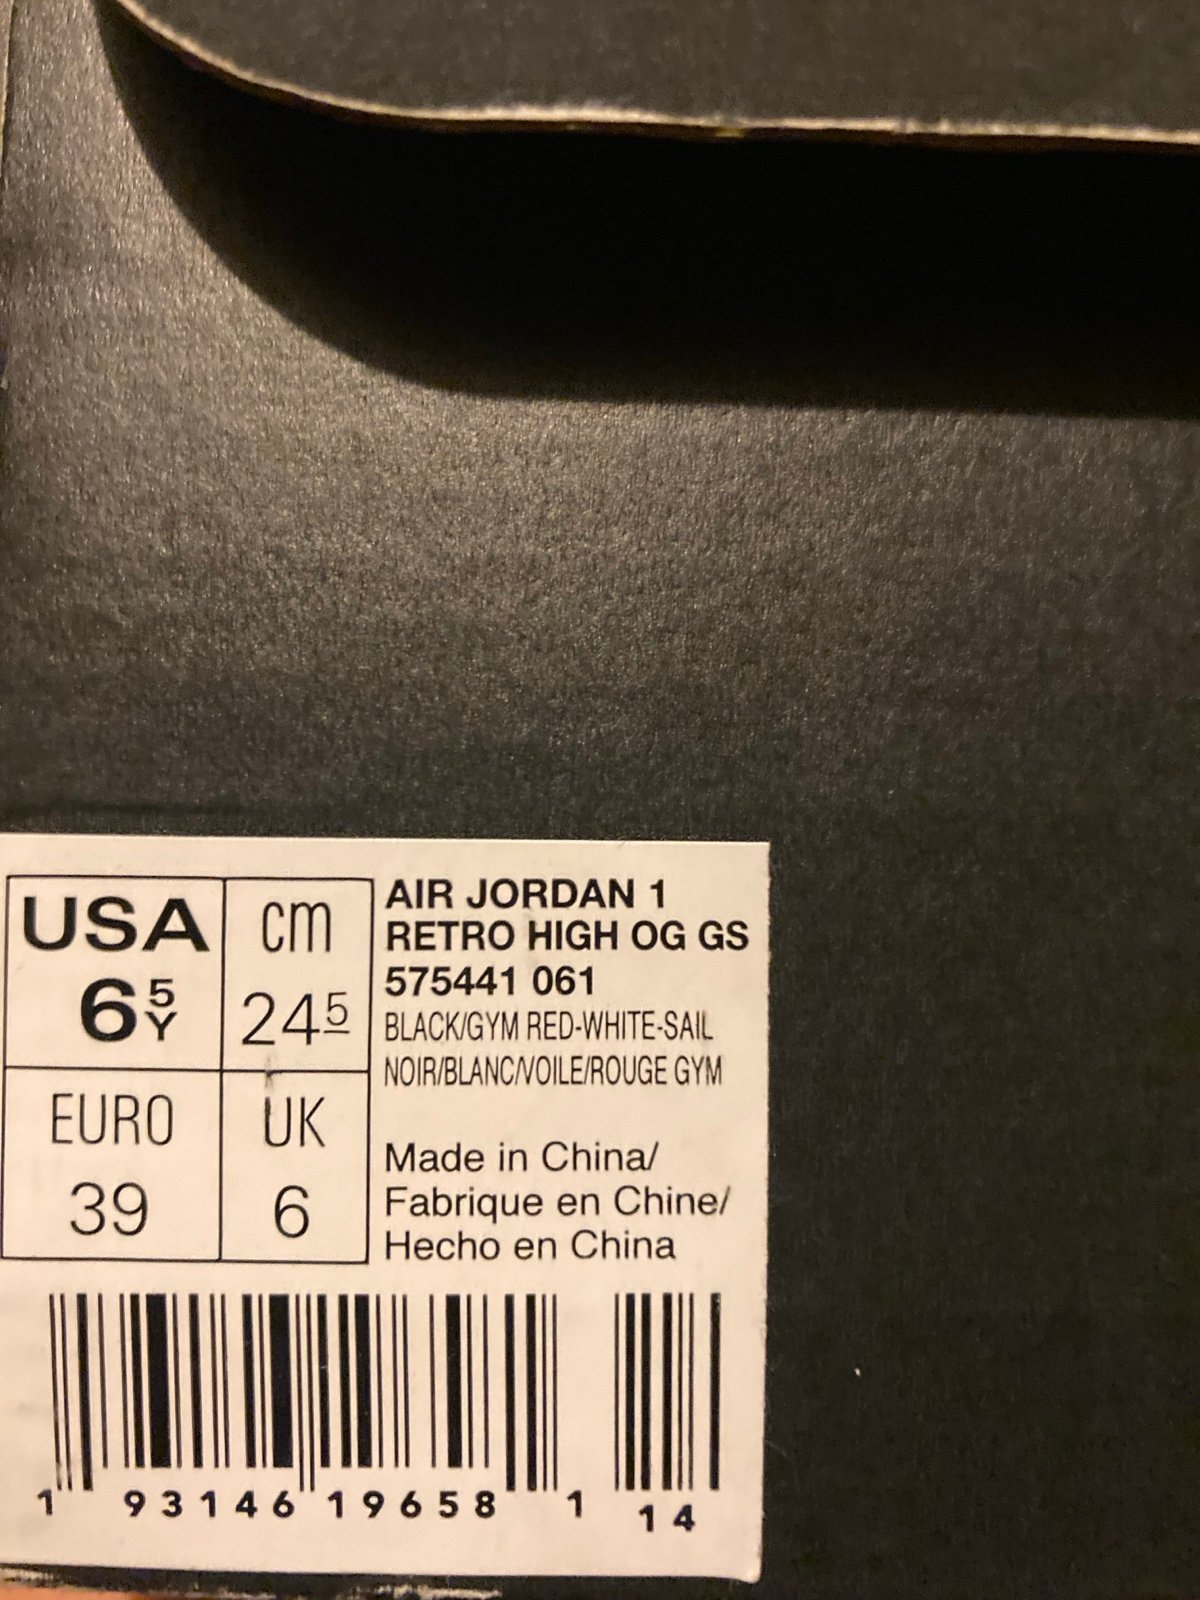 USA
6 5 Y
cm
24 5
EURO
39
UK
6
AIR JORDAN 1
RETRO HIGH OG GS
575441 061
BLACK/GYM RED-WHITE-SAIL
NOIR/BLANC/VOILE/ROUGE GYM
Made in China/
Fabrique en Chine/
Hecho en China
1 93146 19658 1 14